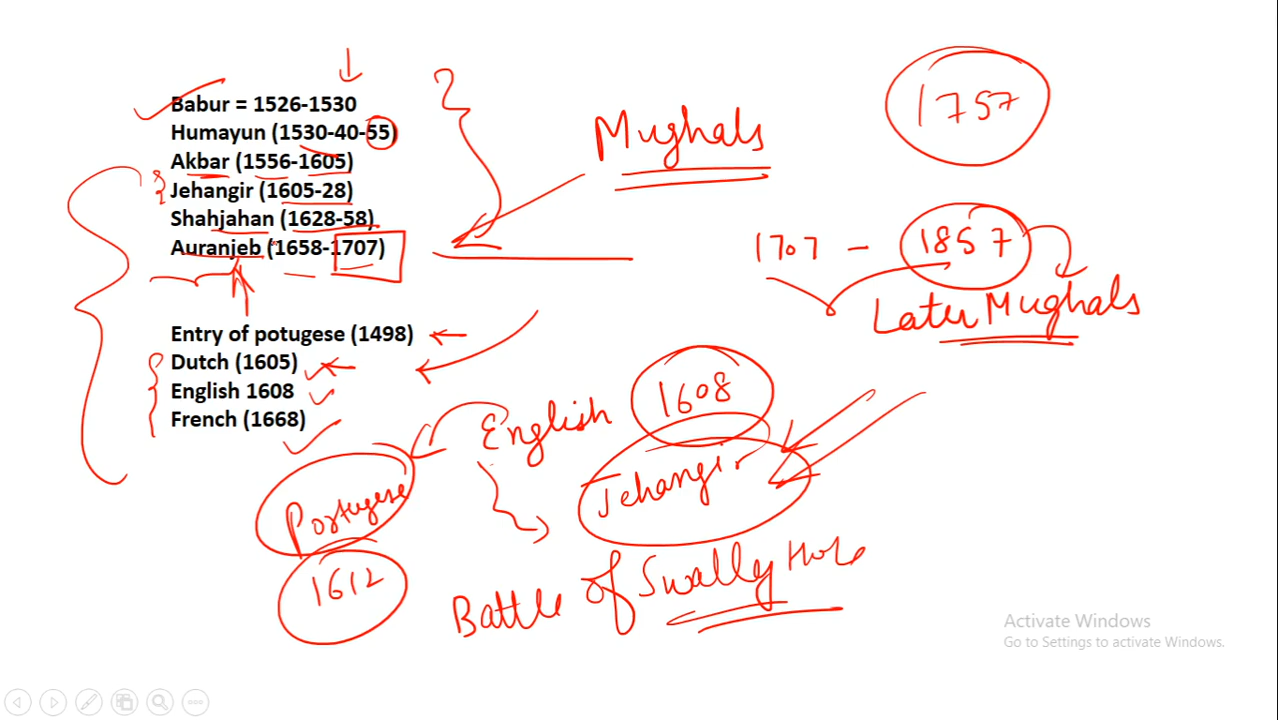 Babur = 1526-1530
Humayun (1530-40-55)
Akbar (1556-1605)
Jehangir (1605-28)
Shahjahan (1628-58)
Auranjeb (1658-1707)
Entry of potugese (1498)
Dutch (1605)
English 1608
French (1668)
Mughals
1757
1707 - 1857
Later Mughals
English 1608
Jehangir
Portugese
1612
Battle of Swally Hole
Activate Windows
Go to Settings to activate Windows.